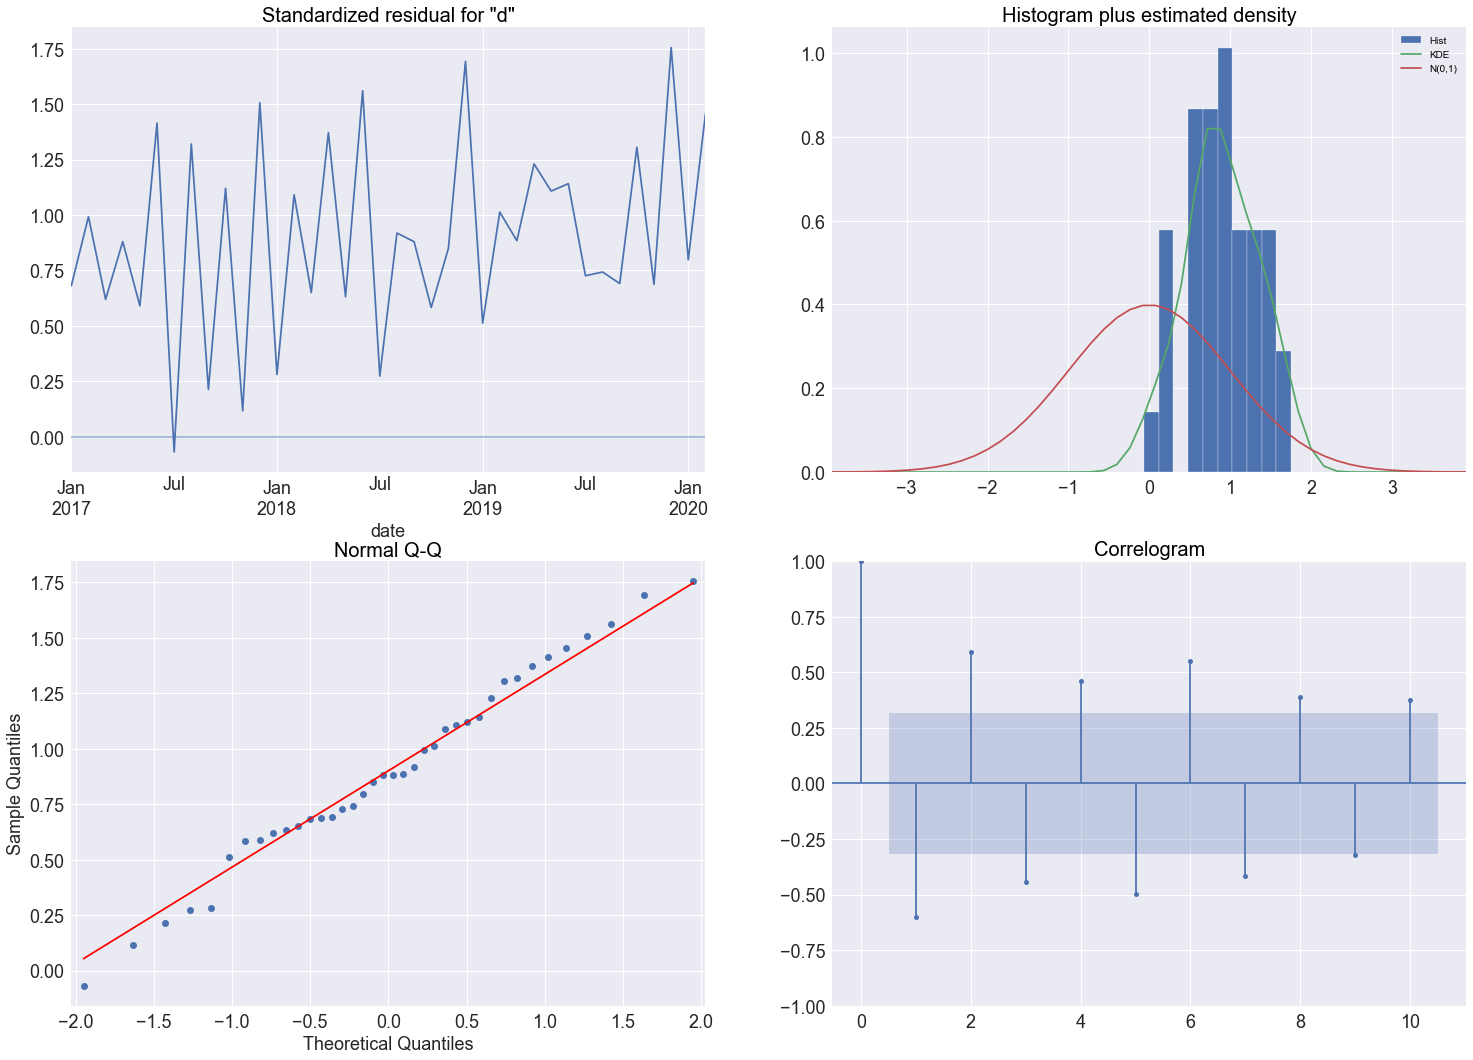 Standardized residual for "d"
1.75
1.50
1.25
1.00
0.75
0.50
0.25
0.00
Jan
2017
Jul
Jan
2018
Jul
Jan
2019
Jul
Jan
2020
date
Histogram plus estimated density
Hist
KDE
N(0,1)
1.0
0.8
0.6
0.4
0.2
0.0
−3 −2 −1 0 1 2 3
Normal Q-Q
Sample Quantiles
1.75
1.50
1.25
1.00
0.75
0.50
0.25
0.00
−2.0 −1.5 −1.0 −0.5 0.0 0.5 1.0 1.5 2.0
Theoretical Quantiles
Correlogram
1.00
0.75
0.50
0.25
0.00
−0.25
−0.50
−0.75
−1.00
0 2 4 6 8 10